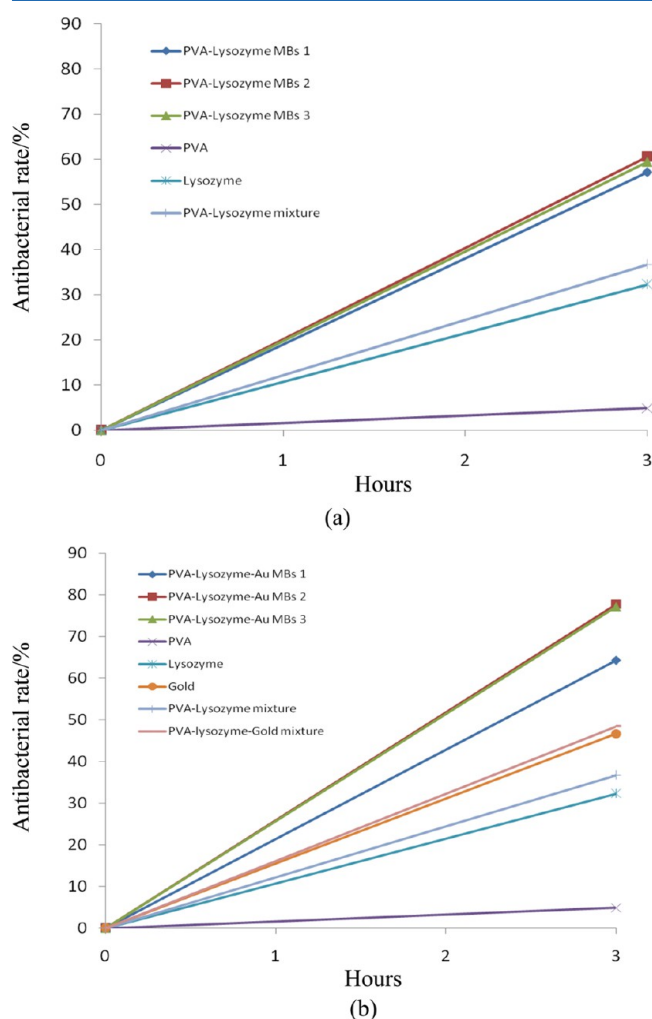 90
80
70
60
50
40
30
20
10
0
Antibacterial rate/%
PVA-Lysozyme MBs 1
PVA-Lysozyme MBs 2
PVA-Lysozyme MBs 3
PVA
Lysozyme
PVA-Lysozyme mixture
0 1 2 3
Hours
(a)
90
80
70
60
50
40
30
20
10
0
Antibacterial rate/%
PVA-Lysozyme-Au MBs 1
PVA-Lysozyme-Au MBs 2
PVA-Lysozyme-Au MBs 3
PVA
Lysozyme
Gold
PVA-Lysozyme mixture
PVA-lysozyme-Gold mixture
0 1 2 3
Hours
(b)